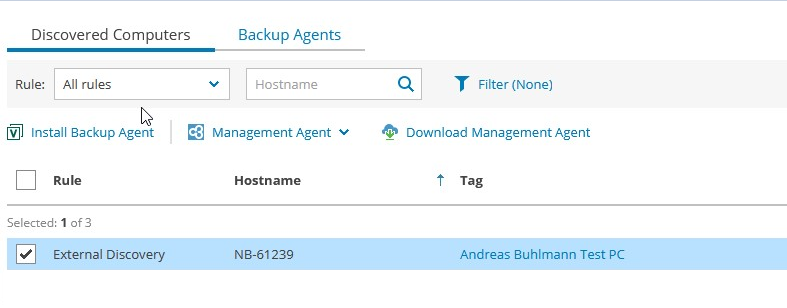 Discovered Computers Backup Agents
Rule: All rules Hostname Filter (None)
Install Backup Agent Management Agent Download Management Agent
Rule Hostname Tag
Selected: 1 of 3
External Discovery NB-61239 Andreas Buhlmann Test PC